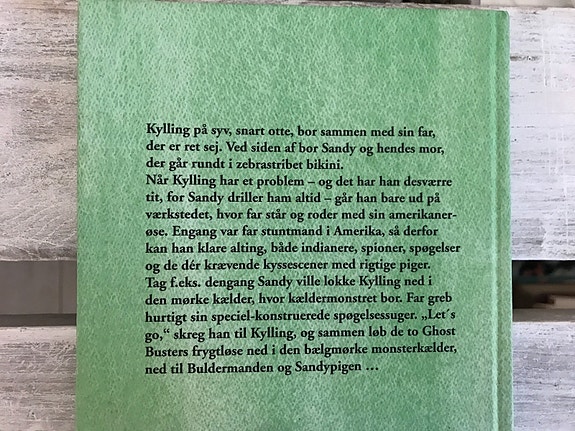 Kylling på syv, snart otte, bor sammen med sin far,
der er ret sej. Ved siden af bor Sandy og hendes mor,
der går rundt i zebrastribet bikini.
Når Kylling har et problem – og det har han desværre
tit, for Sandy driller ham altid – går han bare ud på
værkstedet, hvor far står og roder med sin amerikaner-
øse. Engang var far stuntmand i Amerika, så derfor
kan han klare alting, både indianere, spioner, spøgelser
og de dér krævende kyssescener med rigtige piger.
Tag f.eks. dengang Sandy ville lokke Kylling ned i
den mørke kælder, hvor kældermonstret bor. Far greb
hurtigt sin speciel-konstruerede spøgelsessuger. „Let´s
go,“ skreg han til Kylling, og sammen løb de to Ghost
Busters frygtløse ned i den bælgmørke monsterkælder,
ned til Buldermanden og Sandypigen …